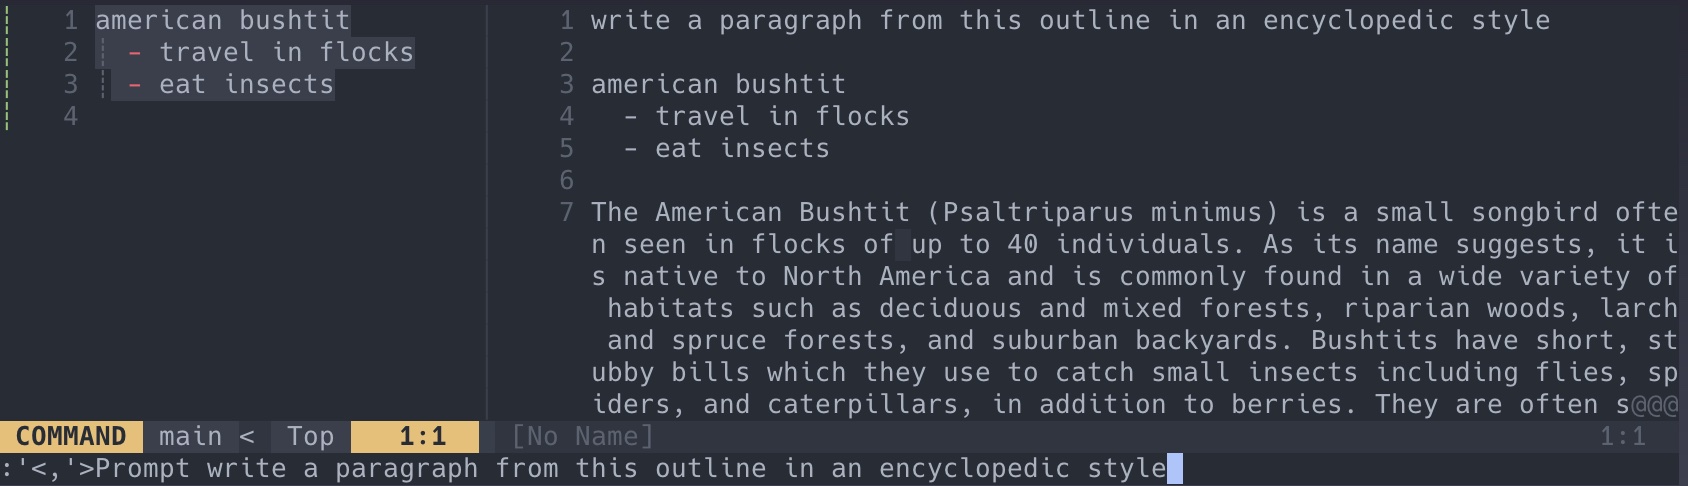 1 american bushtit
2 - travel in flocks
3 - eat insects
4
1 write a paragraph from this outline in an encyclopedic style
2
3 american bushtit
4 - travel in flocks
5 - eat insects
6
7 The American Bushtit (Psaltriparus minimus) is a small songbird ofte
n seen in flocks of up to 40 individuals. As its name suggests, it i
s native to North America and is commonly found in a wide variety of
habitats such as deciduous and mixed forests, riparian woods, larch
and spruce forests, and suburban backyards. Bushtits have short, st
ubby bills which they use to catch small insects including flies, sp
iders, and caterpillars, in addition to berries. They are often s@@@
COMMAND main < Top 1:1 [No Name] 1:1
:'<,'>Prompt write a paragraph from this outline in an encyclopedic style